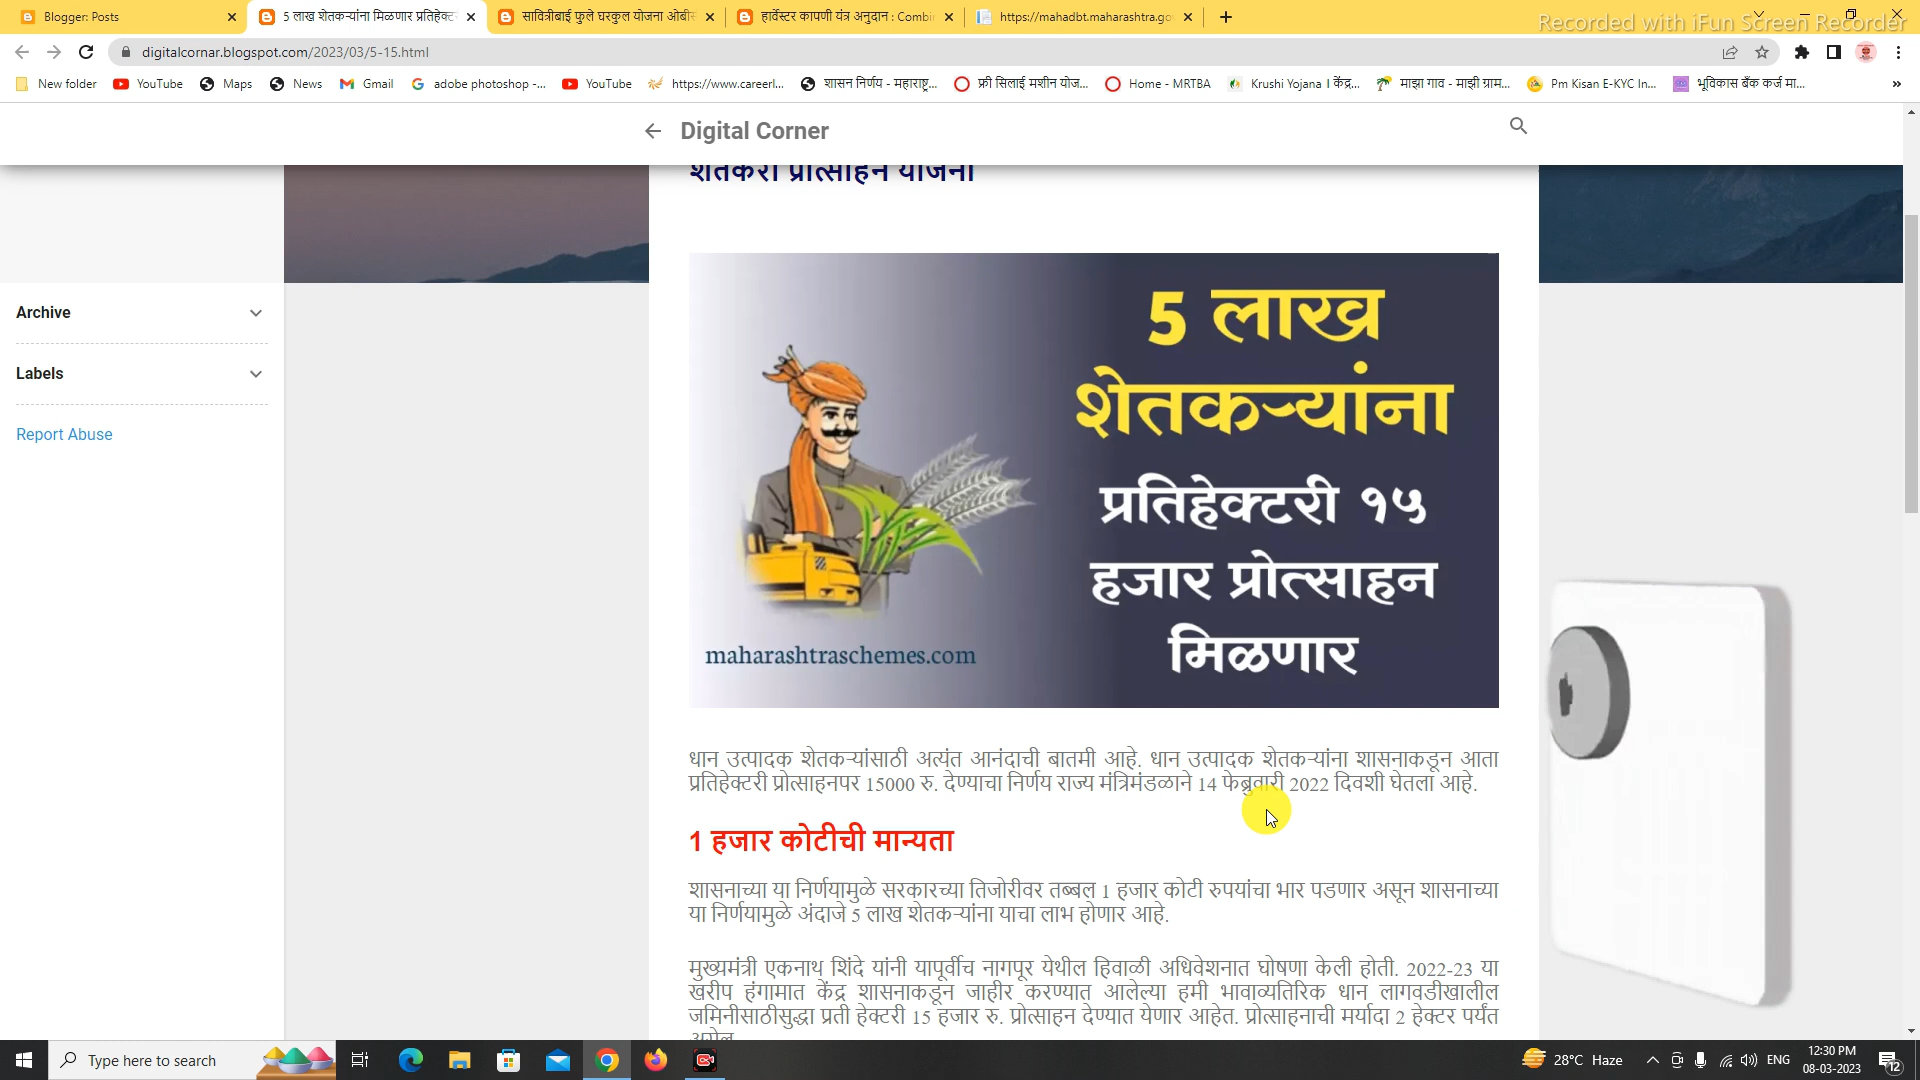 Blogger: Posts
5 लाख शेतकऱ्यांना मिळणार प्रतिहेक्ट
सावित्रीबाई फुले घरकुल योजना ओबीस
हार्वेस्टर कापणी यंत्र अनुदान : Combi
https://mahadbt.maharashtra.go
Recorded with iFun Screen Recorder
digitalcornar.blogspot.com/2023/03/5-15.html
New folder
YouTube
Maps
News
Gmail
adobe photoshop -...
YouTube
https://www.careerl...
शासन निर्णय - महाराष्ट्र...
फ्री सिलाई मशीन योज...
Home - MRTBA
Krushi Yojana । केंद्र...
माझा गाव - माझी ग्राम...
Pm Kisan E-KYC In...
भूविकास बँक कर्ज मा...
Digital Corner
शेतकरी प्रोत्साहन योजना
Archive
Labels
Report Abuse
5 लाख
शेतकऱ्यांना
प्रतिहेक्टरी १५
हजार प्रोत्साहन
मिळणार
maharashtraschemes.com
धान उत्पादक शेतकऱ्यांसाठी अत्यंत आनंदाची बातमी आहे. धान उत्पादक शेतकऱ्यांना शासनाकडून आता
प्रतिहेक्टरी प्रोत्साहनपर 15000 रु. देण्याचा निर्णय राज्य मंत्रिमंडळाने 14 फेब्रुवारी 2022 दिवशी घेतला आहे.
1 हजार कोटीची मान्यता
शासनाच्या या निर्णयामुळे सरकारच्या तिजोरीवर तब्बल 1 हजार कोटी रुपयांचा भार पडणार असून शासनाच्या
या निर्णयामुळे अंदाजे 5 लाख शेतकऱ्यांना याचा लाभ होणार आहे.
मुख्यमंत्री एकनाथ शिंदे यांनी यापूर्वीच नागपूर येथील हिवाळी अधिवेशनात घोषणा केली होती. 2022-23 या
खरीप हंगामात केंद्र शासनाकडून जाहीर करण्यात आलेल्या हमी भावाव्यतिरिक धान लागवडीखालील
जमिनीसाठीसुद्धा प्रती हेक्टरी 15 हजार रु. प्रोत्साहन देण्यात येणार आहेत. प्रोत्साहनाची मर्यादा 2 हेक्टर पर्यंत
Type here to search
28°C Haze
ENG
12:30 PM
08-03-2023
12